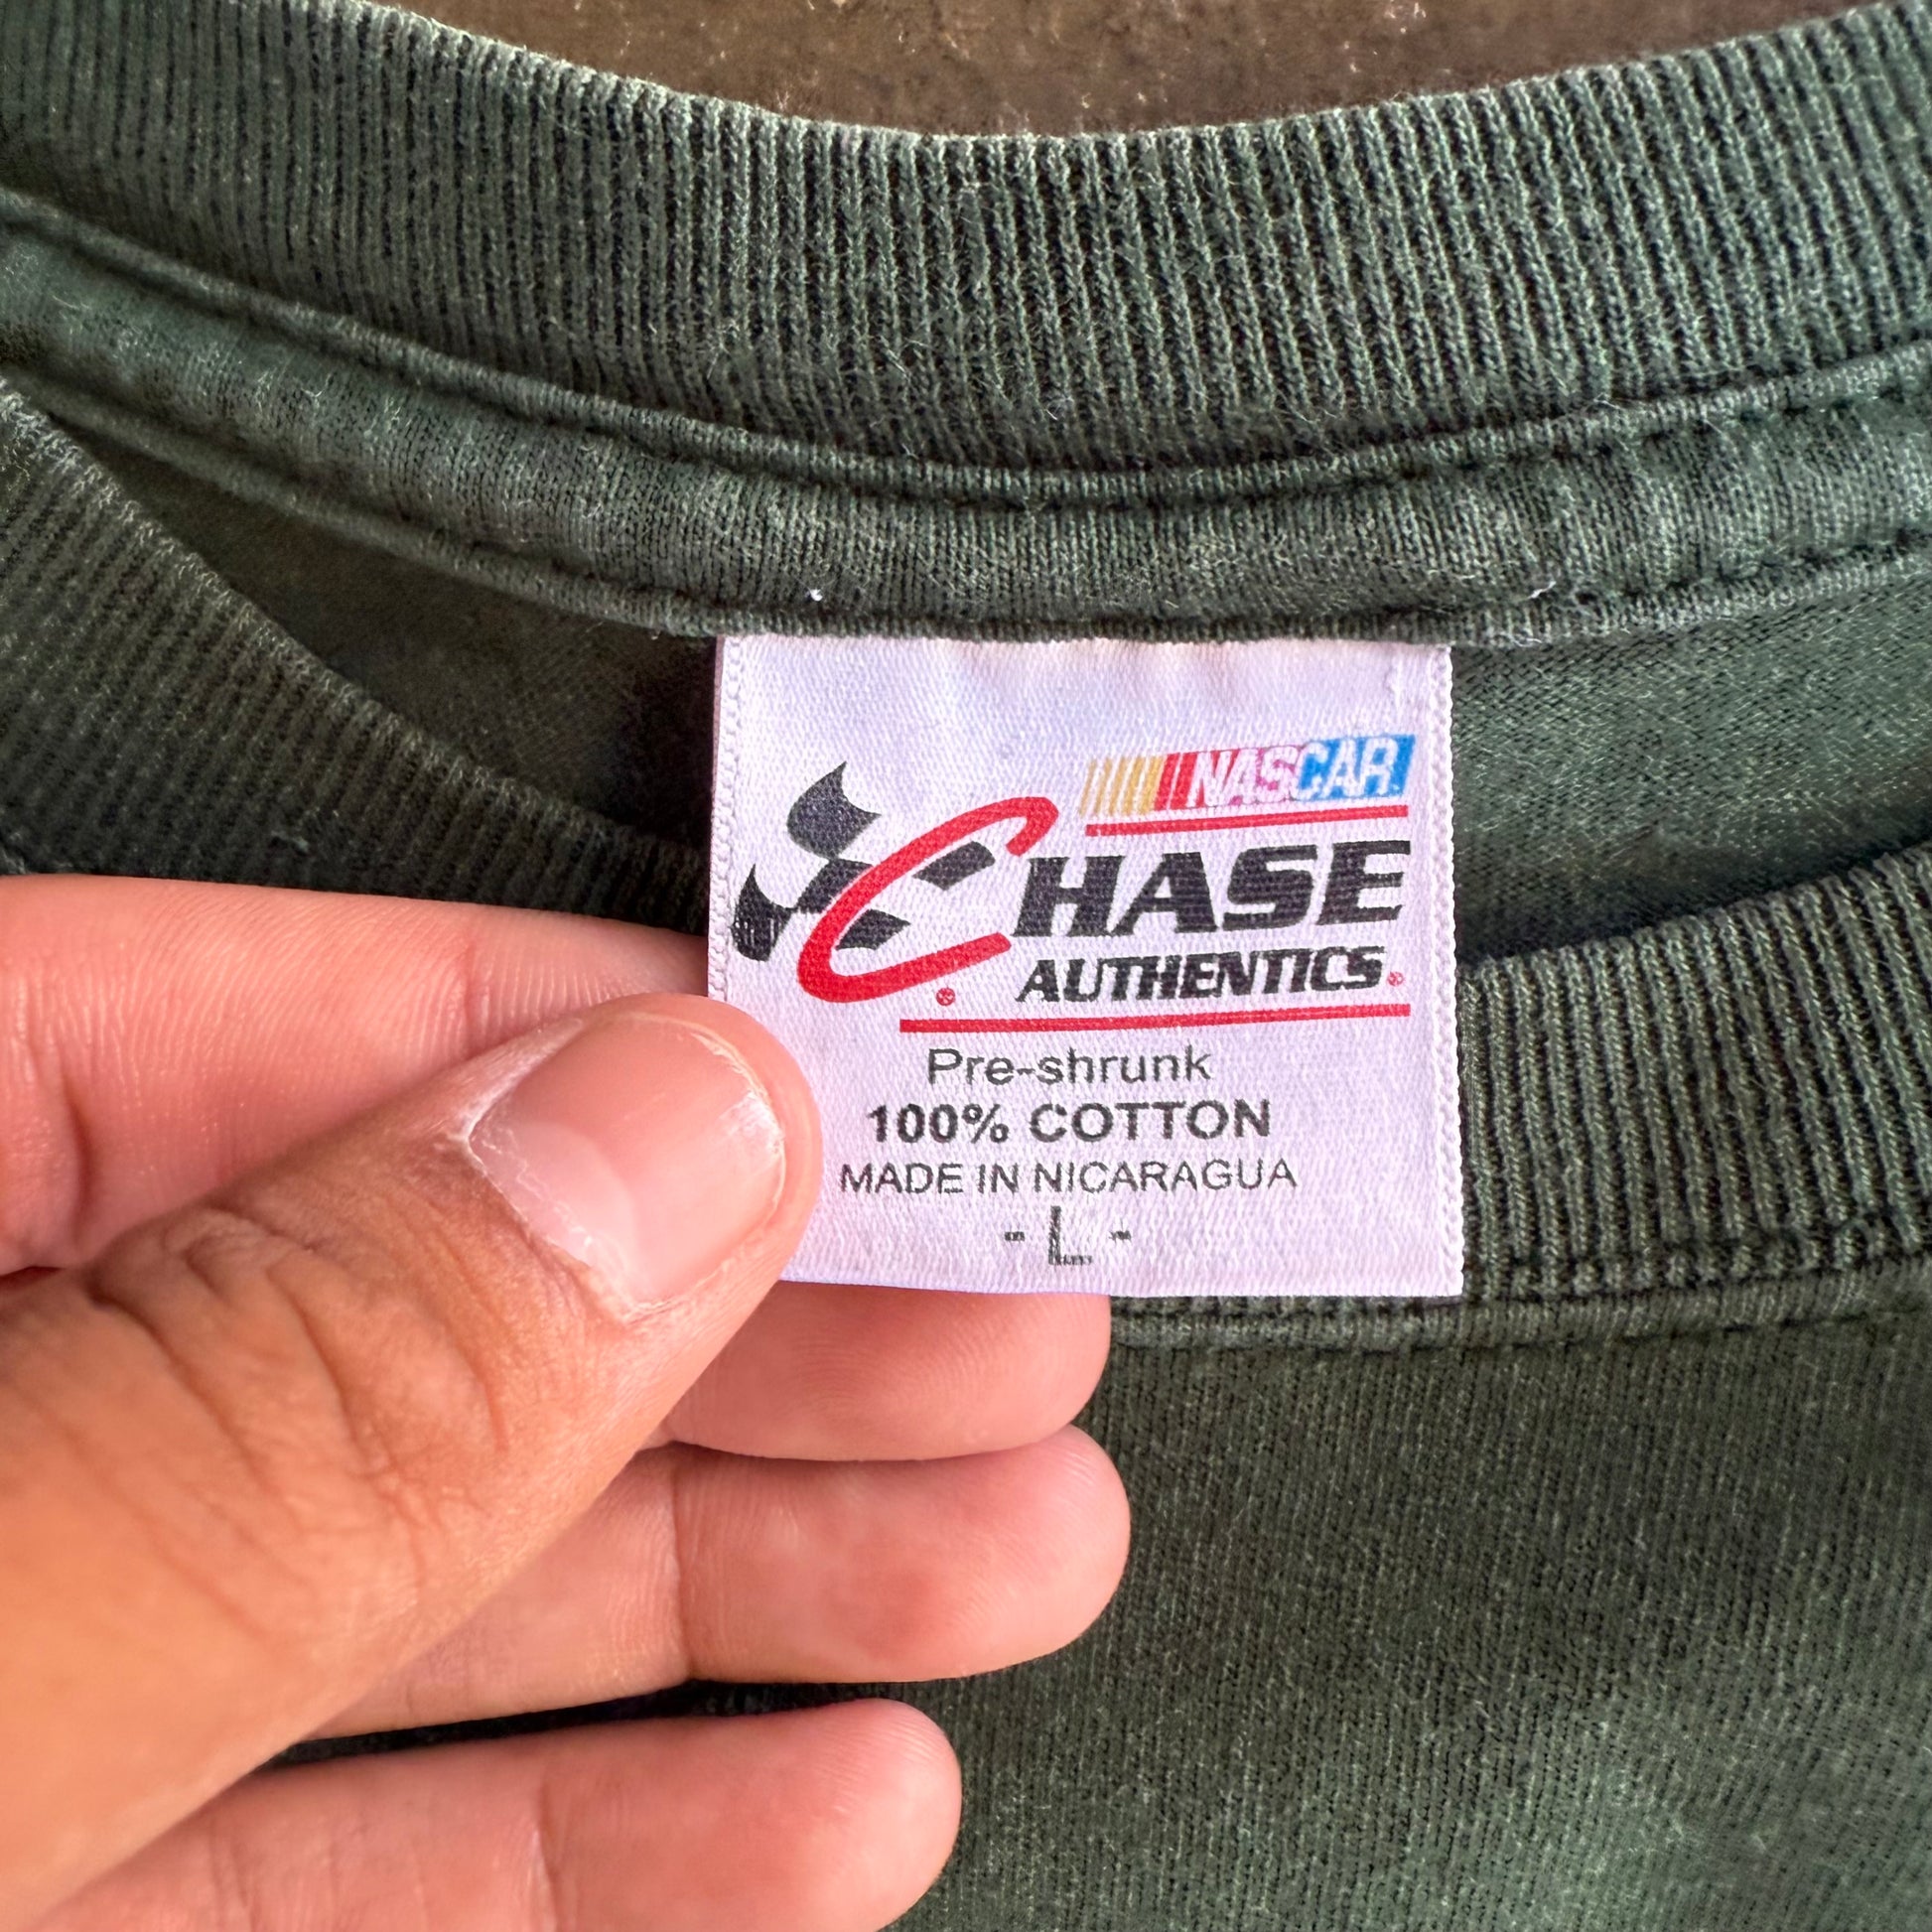 NASCAR
CHASE
AUTHENTICS
Pre-shrunk
100% COTTON
MADE IN NICARAGUA
- L -